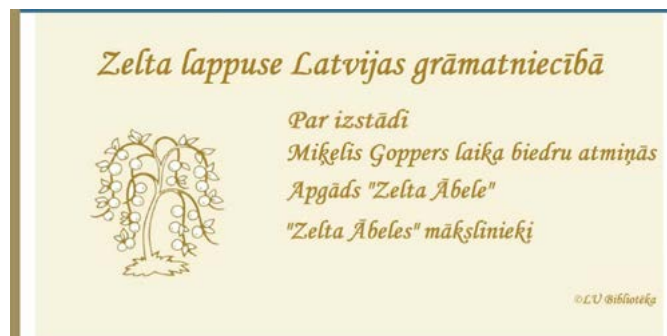 Zelta lappuse Latvijas grāmatniecībā
Par izstādi
Miķelis Goppers laika biedru atmiņās
Apgāds "Zelta Ābele"
"Zelta Ābeles" mākslinieki
©LU Bibliotēka